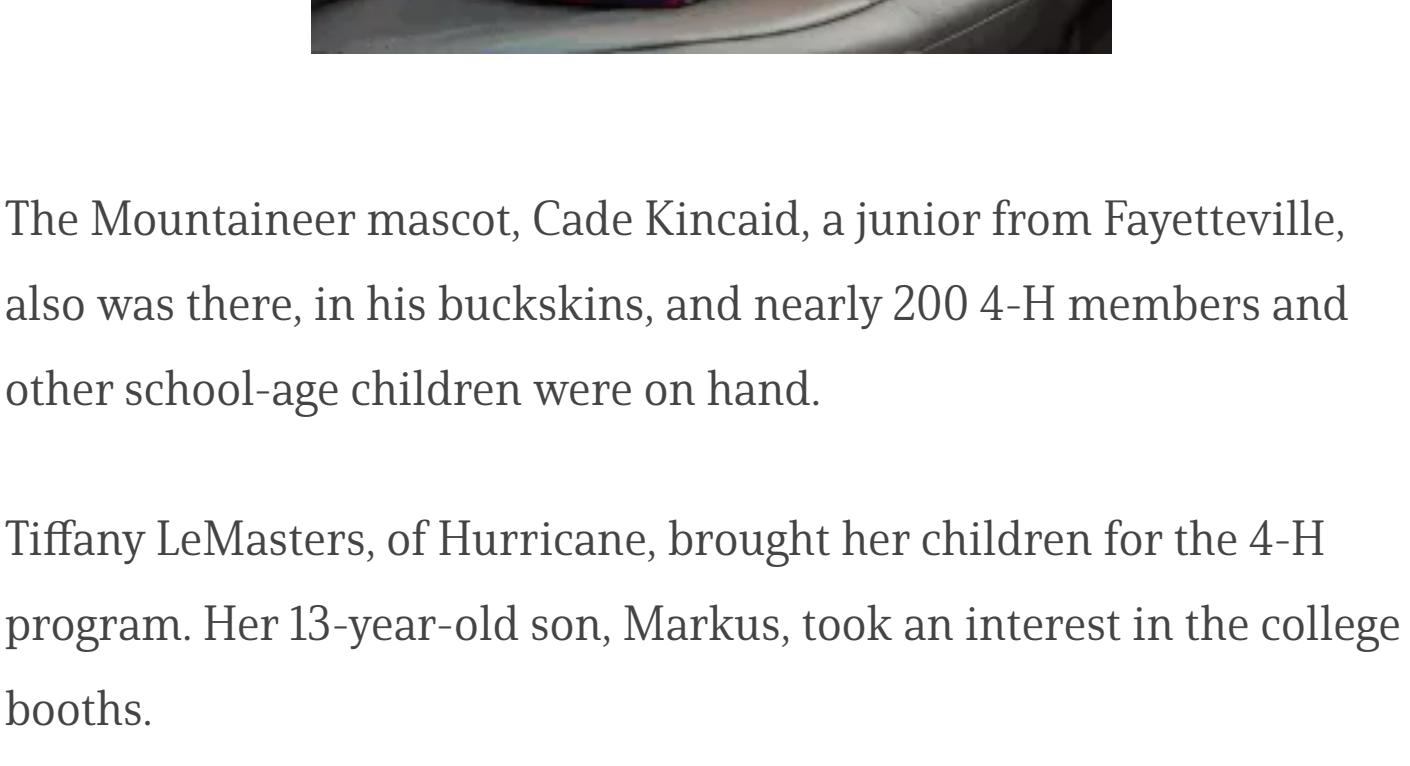 The Mountaineer mascot, Cade Kincaid, a junior from Fayetteville,
also was there, in his buckskins, and nearly 200 4-H members and
other school-age children were on hand.
Tiffany LeMasters, of Hurricane, brought her children for the 4-H
program. Her 13-year-old son, Markus, took an interest in the college
booths.